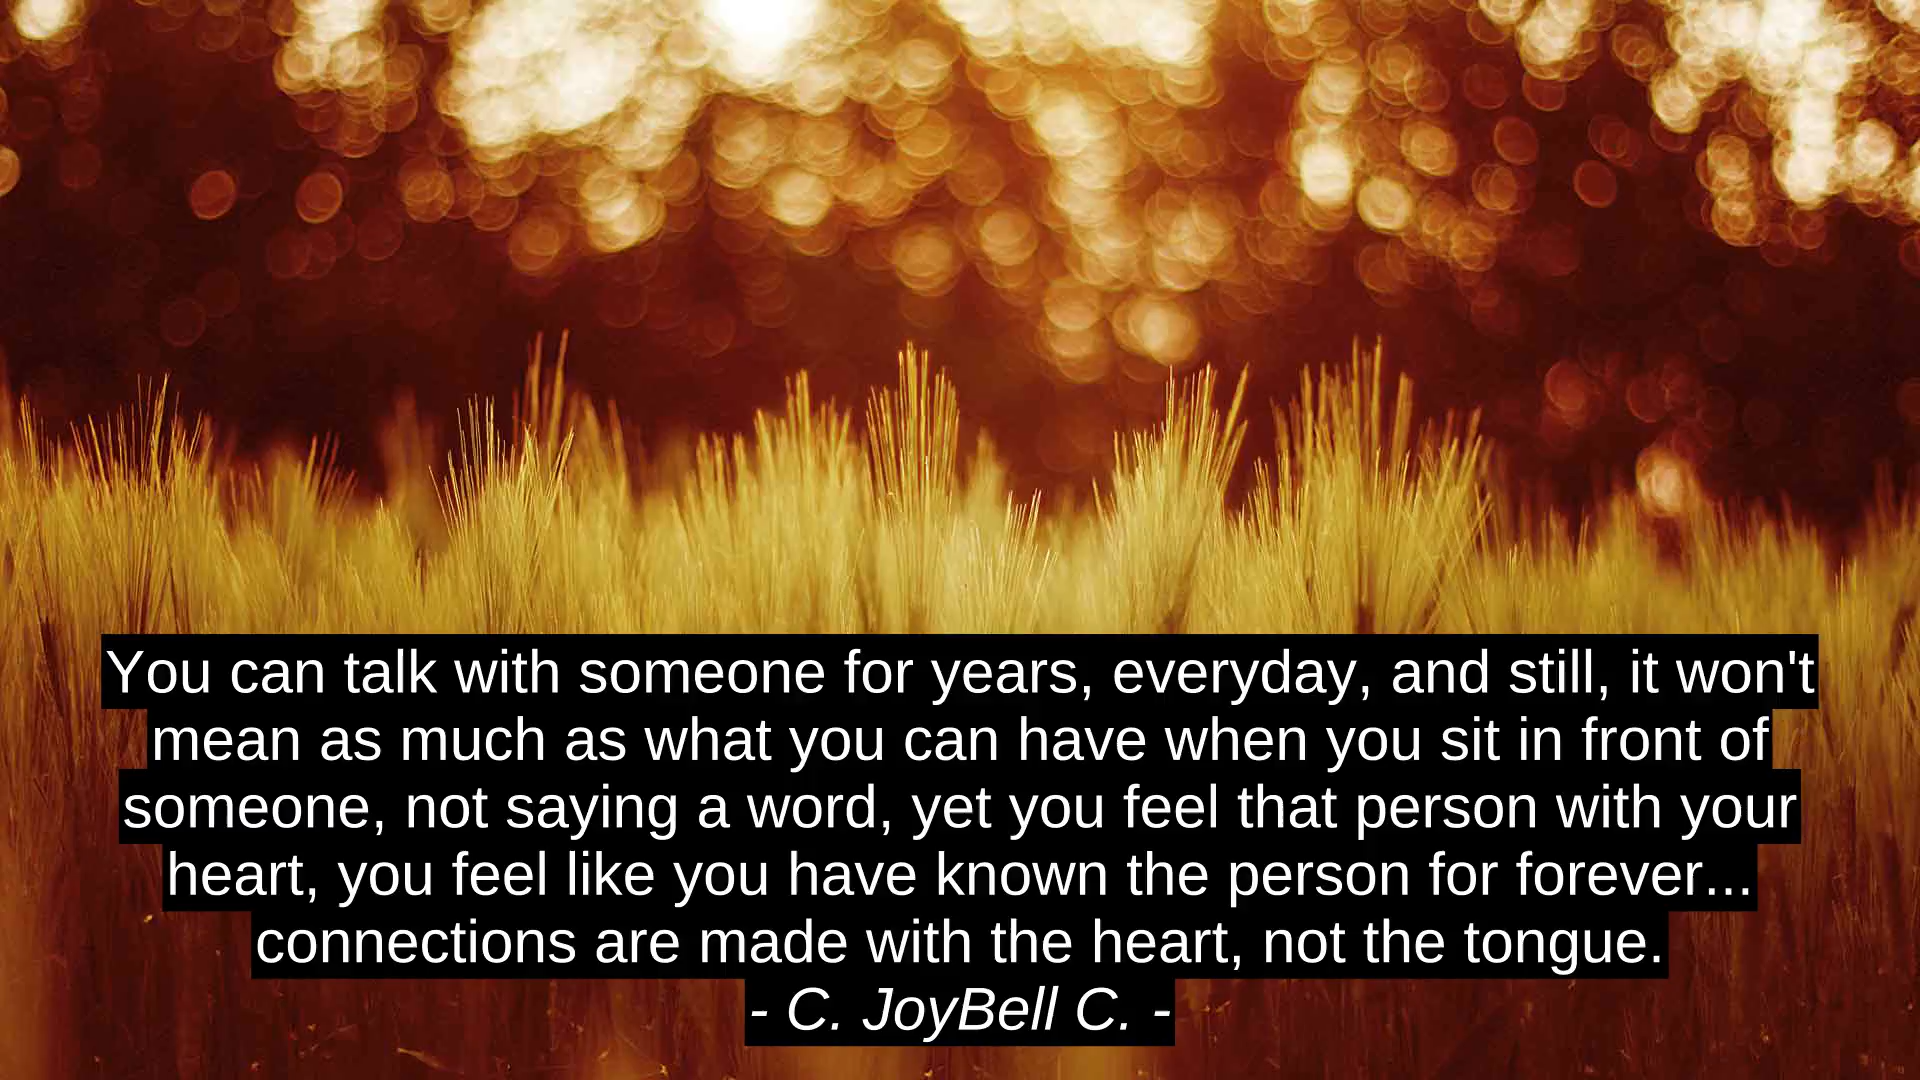 You can talk with someone for years, everyday, and still, it won't
mean as much as what you can have when you sit in front of
someone, not saying a word, yet you feel that person with your
heart, you feel like you have known the person for forever...
connections are made with the heart, not the tongue.
- C. JoyBell C. -